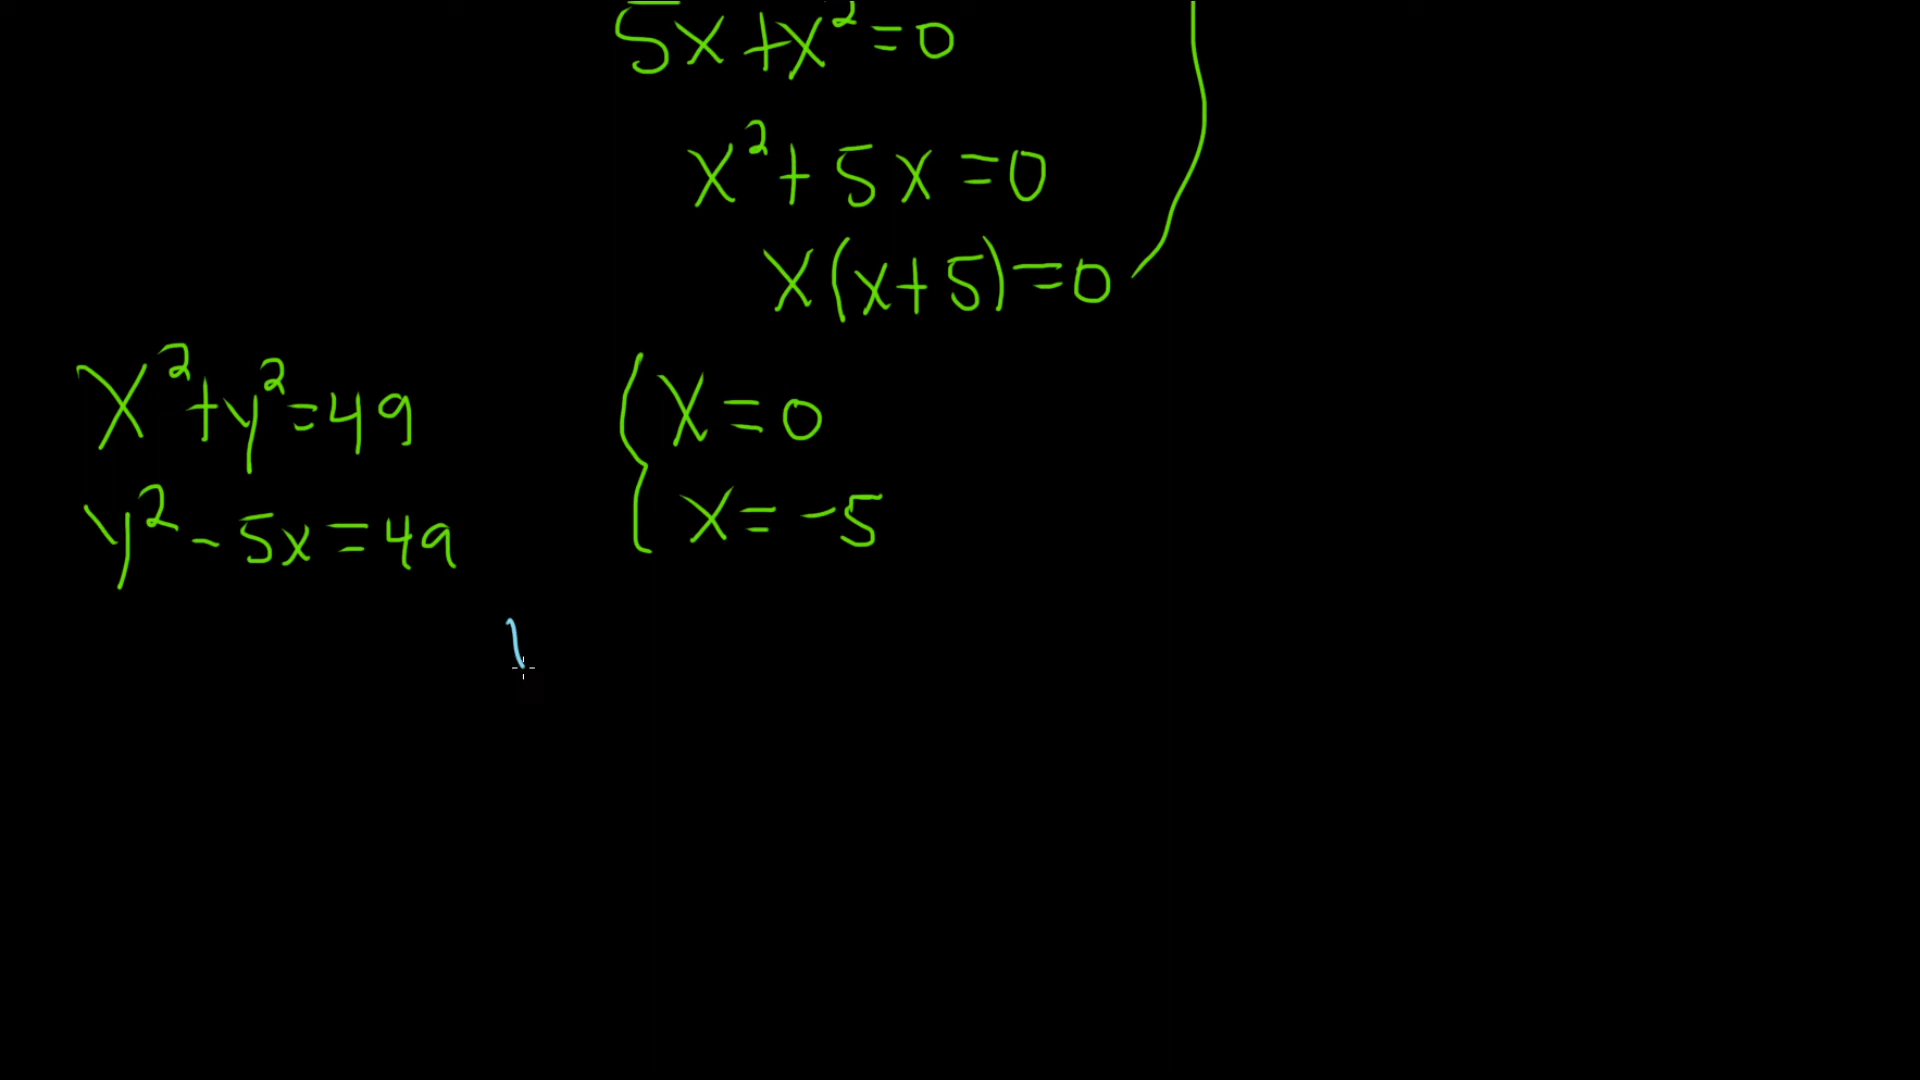 5x+x²=0
x²+5x=0
x(x+5)=0
x²+y²=49
y²-5x=49
x=0
x=-5